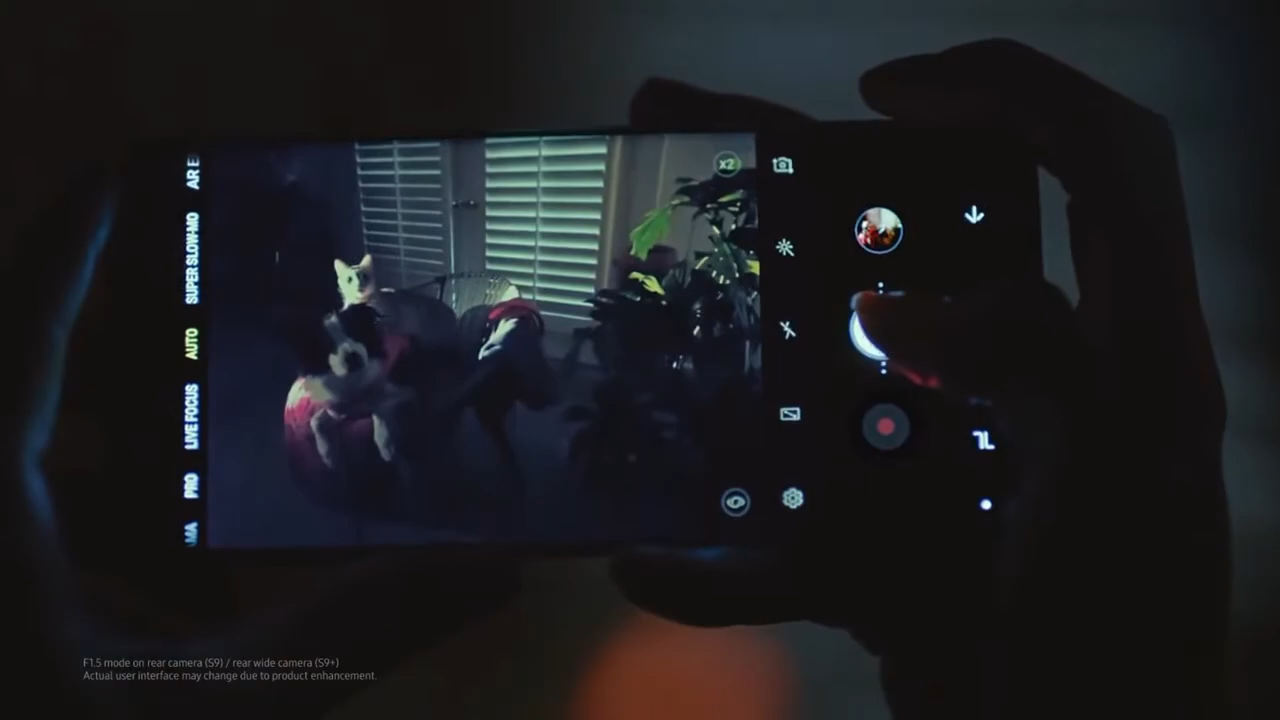 AR E
SUPER SLOW-MO
AUTO
LIVE FOCUS
PRO
MA
x2
F1.5 mode on rear camera (S9) / rear wide camera (S9+)
Actual user interface may change due to product enhancement.